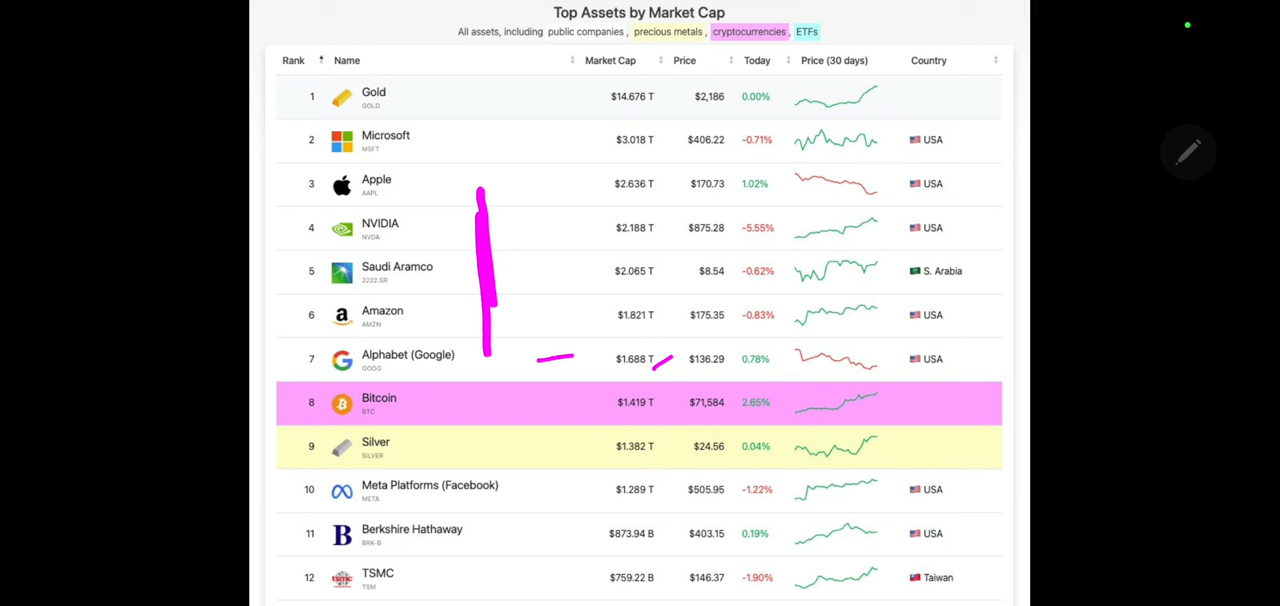 Top Assets by Market Cap
All assets, including public companies , precious metals , cryptocurrencies , ETFs
Rank Name Market Cap Price Today Price (30 days) Country
1 Gold $14.676 T $2,186 0.00%
GOLD
2 Microsoft $3.018 T $406.22 -0.71% USA
MSFT
3 Apple $2.636 T $170.73 1.02% USA
AAPL
4 NVIDIA $2.188 T $875.28 -5.55% USA
NVDA
5 Saudi Aramco $2.065 T $8.54 -0.62% S. Arabia
2222.SR
6 Amazon $1.821 T $175.35 -0.83% USA
AMZN
7 Alphabet (Google) $1.688 T $136.29 0.78% USA
GOOG
8 Bitcoin $1.419 T $71,584 2.65%
BTC
9 Silver $1.382 T $24.56 0.04%
SILVER
10 Meta Platforms (Facebook) $1.289 T $505.95 -1.22% USA
META
11 Berkshire Hathaway $873.94 B $403.15 0.19% USA
BRK-B
12 TSMC $759.22 B $146.37 -1.90% Taiwan
TSM